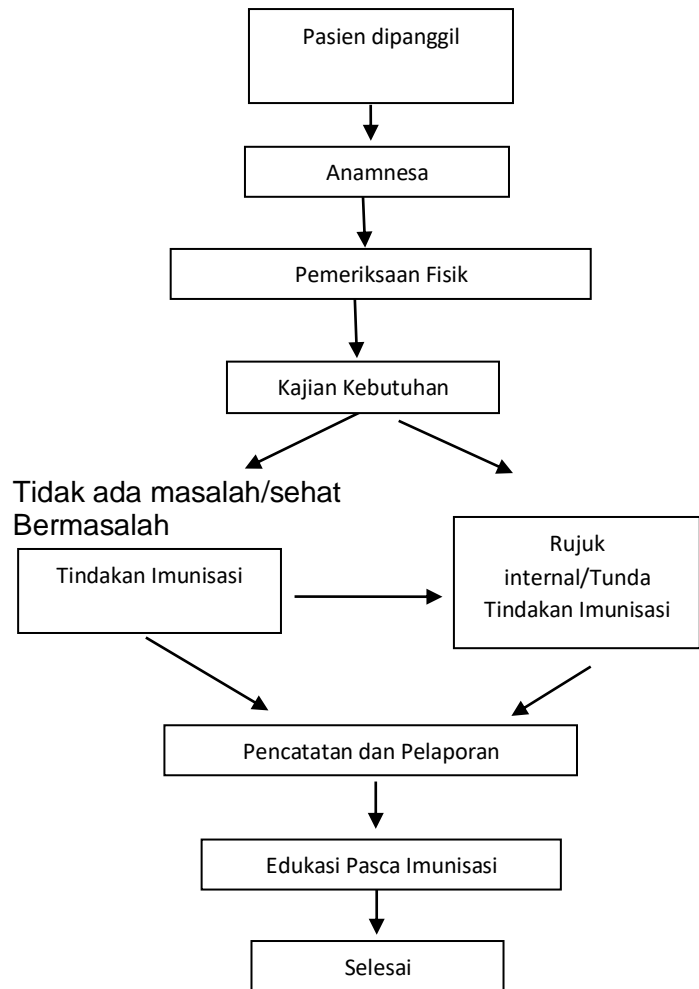 Pasien dipanggil
Anamnesa
Pemeriksaan Fisik
Kajian Kebutuhan
Tidak ada masalah/sehat
Bermasalah
Tindakan Imunisasi
Rujuk
internal/Tunda
Tindakan Imunisasi
Pencatatan dan Pelaporan
Edukasi Pasca Imunisasi
Selesai